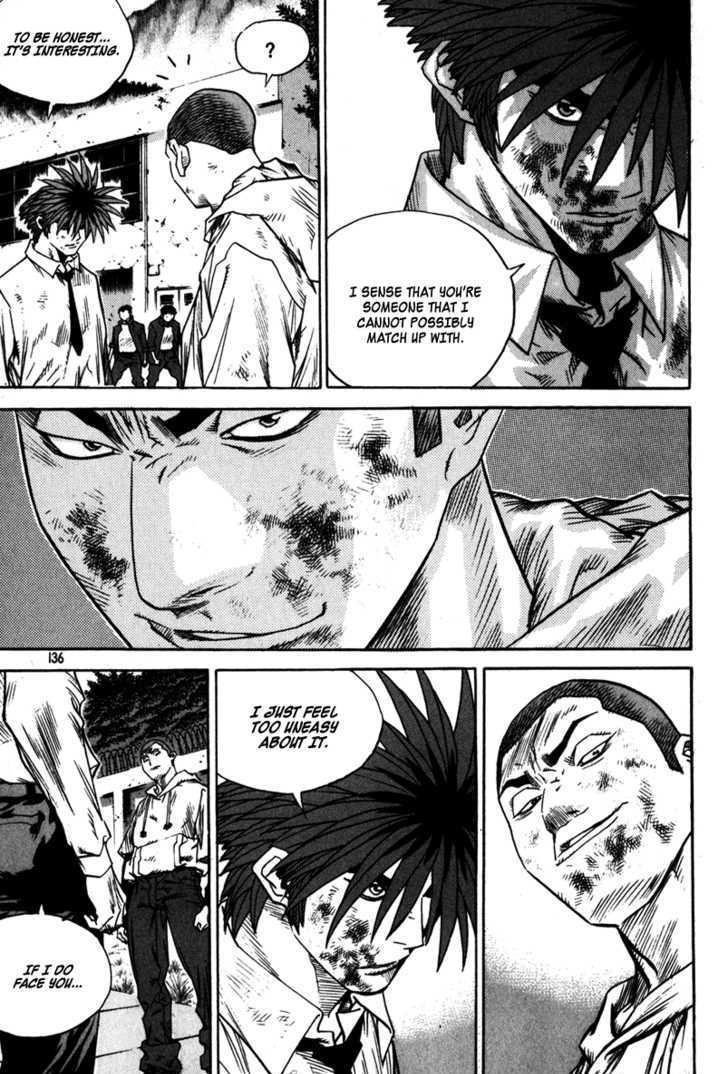 TO BE HONEST...
IT'S INTERESTING.
?
I SENSE THAT YOU'RE
SOMEONE THAT I
CANNOT POSSIBLY
MATCH UP WITH.
136
I JUST FEEL
TOO UNEASY
ABOUT IT.
IF I DO
FACE YOU...